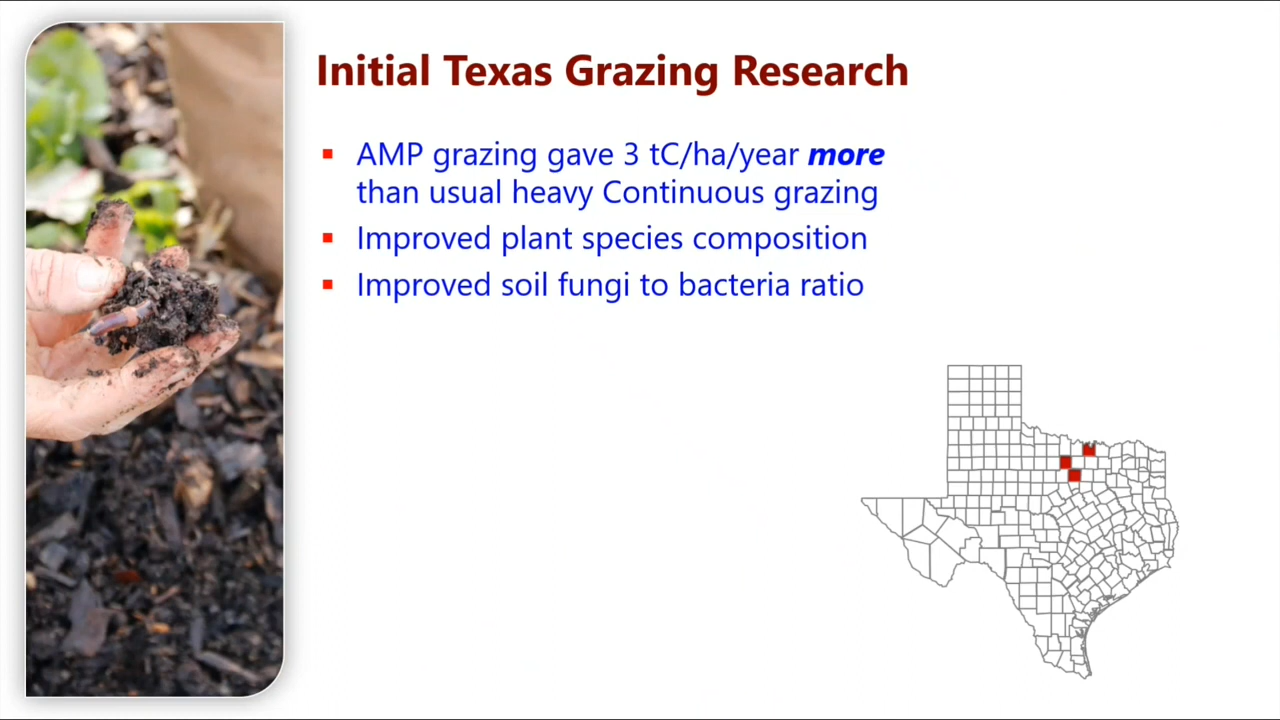 Initial Texas Grazing Research
▪ AMP grazing gave 3 tC/ha/year more
than usual heavy Continuous grazing
▪ Improved plant species composition
▪ Improved soil fungi to bacteria ratio